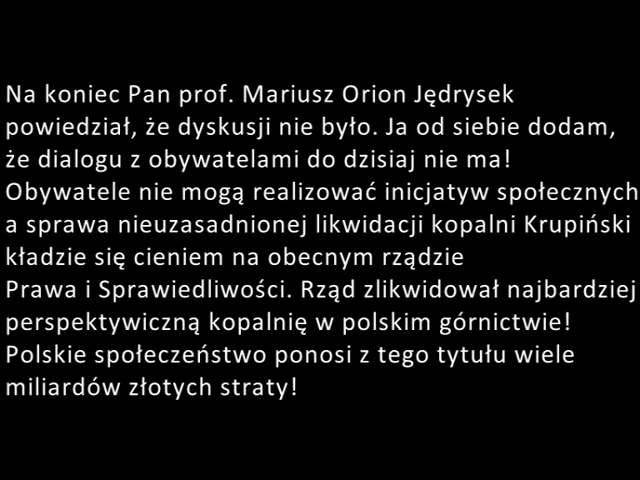 Na koniec Pan prof. Mariusz Orion Jędrysek
powiedział, że dyskusji nie było. Ja od siebie dodam,
że dialogu z obywatelami do dzisiaj nie ma!
Obywatele nie mogą realizować inicjatyw społecznych
a sprawa nieuzasadnionej likwidacji kopalni Krupiński
kładzie się cieniem na obecnym rządzie
Prawa i Sprawiedliwości. Rząd zlikwidował najbardziej
perspektywiczną kopalnię w polskim górnictwie!
Polskie społeczeństwo ponosi z tego tytułu wiele
miliardów złotych straty!